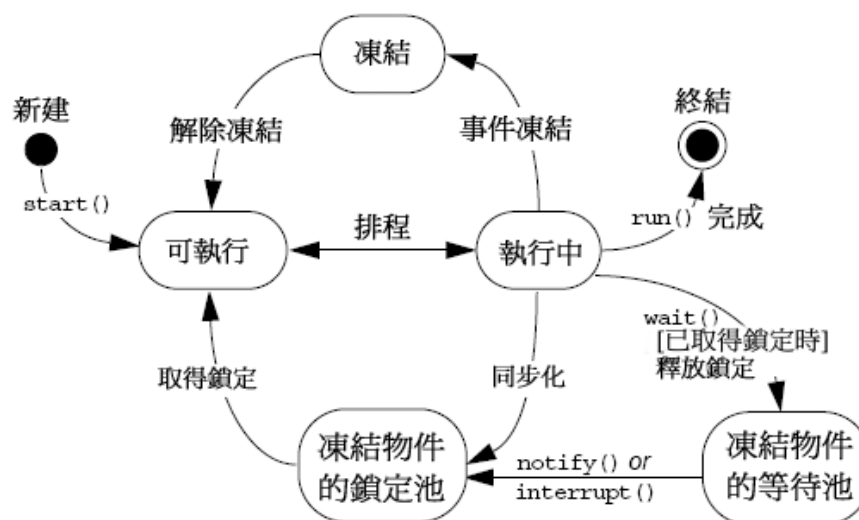 凍結
新建
解除凍結
事件凍結
終結
start()
可執行
排程
執行中
run() 完成
wait()
[已取得鎖定時]
釋放鎖定
取得鎖定
同步化
凍結物件
的鎖定池
notify() or
interrupt()
凍結物件
的等待池